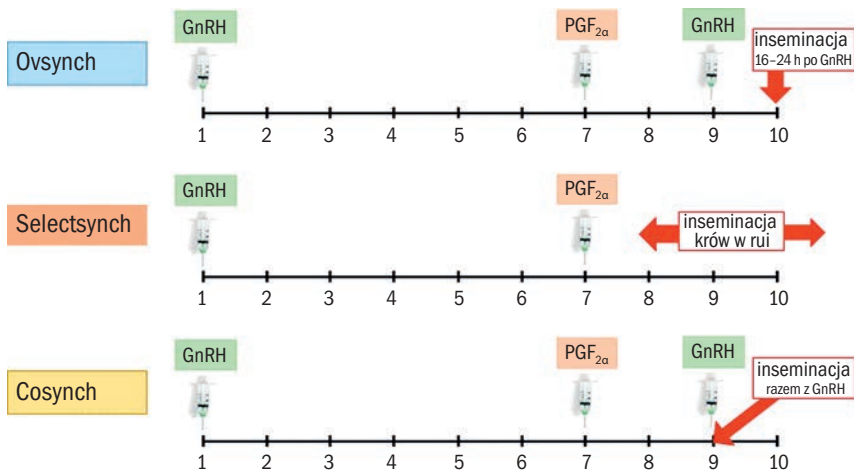 GnRH PGF2α GnRH inseminacja
16–24 h po GnRH
Ovsynch
1 2 3 4 5 6 7 8 9 10
GnRH PGF2α
Selectsynch inseminacja
krów w rui
1 2 3 4 5 6 7 8 9 10
GnRH PGF2α GnRH
inseminacja
razem z GnRH
Cosynch
1 2 3 4 5 6 7 8 9 10